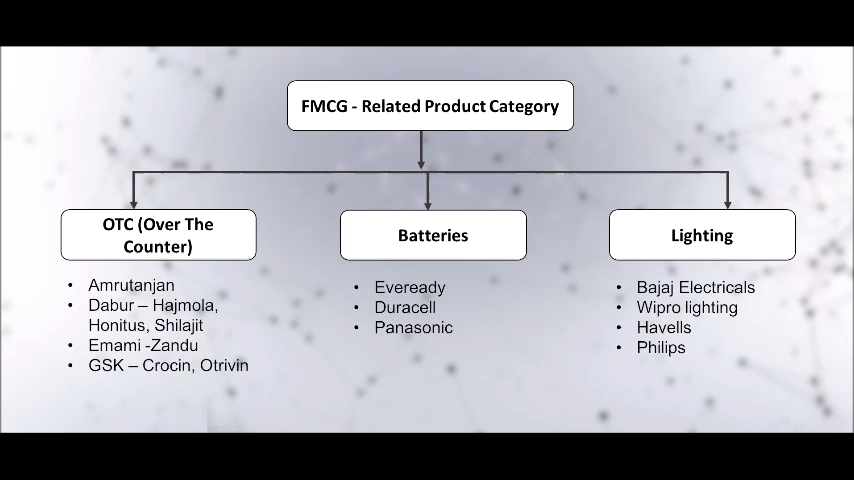 FMCG - Related Product Category
OTC (Over The
Counter)
Batteries
Lighting
• Amrutanjan
• Dabur – Hajmola,
Honitus, Shilajit
• Emami -Zandu
• GSK – Crocin, Otrivin
• Eveready
• Duracell
• Panasonic
• Bajaj Electricals
• Wipro lighting
• Havells
• Philips